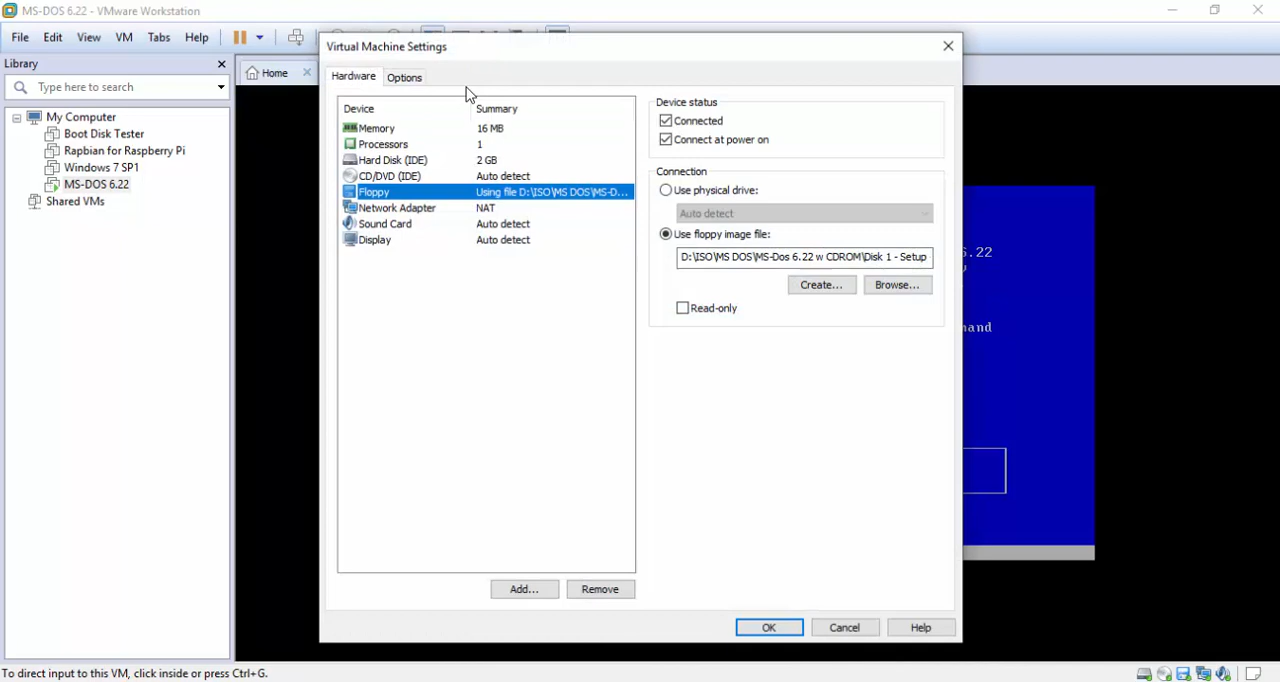 MS-DOS 6.22 - VMware Workstation
File Edit View VM Tabs Help
Library
Type here to search
My Computer
Boot Disk Tester
Rapbian for Raspberry Pi
Windows 7 SP1
MS-DOS 6.22
Shared VMs
Home
Virtual Machine Settings
Hardware Options
Device Summary
Memory 16 MB
Processors 1
Hard Disk (IDE) 2 GB
CD/DVD (IDE) Auto detect
Floppy Using file D:\ISO\MS DOS\MS-D...
Network Adapter NAT
Sound Card Auto detect
Display Auto detect
Add... Remove
Device status
Connected
Connect at power on
Connection
Use physical drive:
Auto detect
Use floppy image file:
D:\ISO\MS DOS\MS-Dos 6.22 w CDROM\Disk 1 - Setup
Create... Browse...
Read-only
OK Cancel Help
6.22
and
To direct input to this VM, click inside or press Ctrl+G.